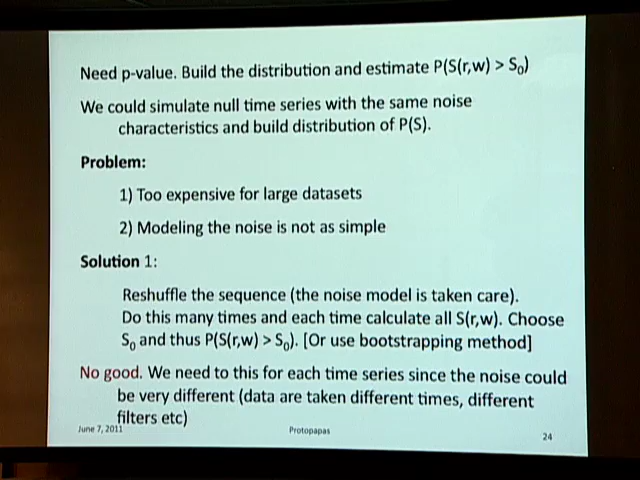 Need p-value. Build the distribution and estimate P(S(r,w) > S₀)
We could simulate null time series with the same noise
characteristics and build distribution of P(S).
Problem:
1) Too expensive for large datasets
2) Modeling the noise is not as simple
Solution 1:
Reshuffle the sequence (the noise model is taken care).
Do this many times and each time calculate all S(r,w). Choose
S₀ and thus P(S(r,w) > S₀). [Or use bootstrapping method]
No good. We need to this for each time series since the noise could
be very different (data are taken different times, different
filters etc)
June 7, 2011 Protopapas 24